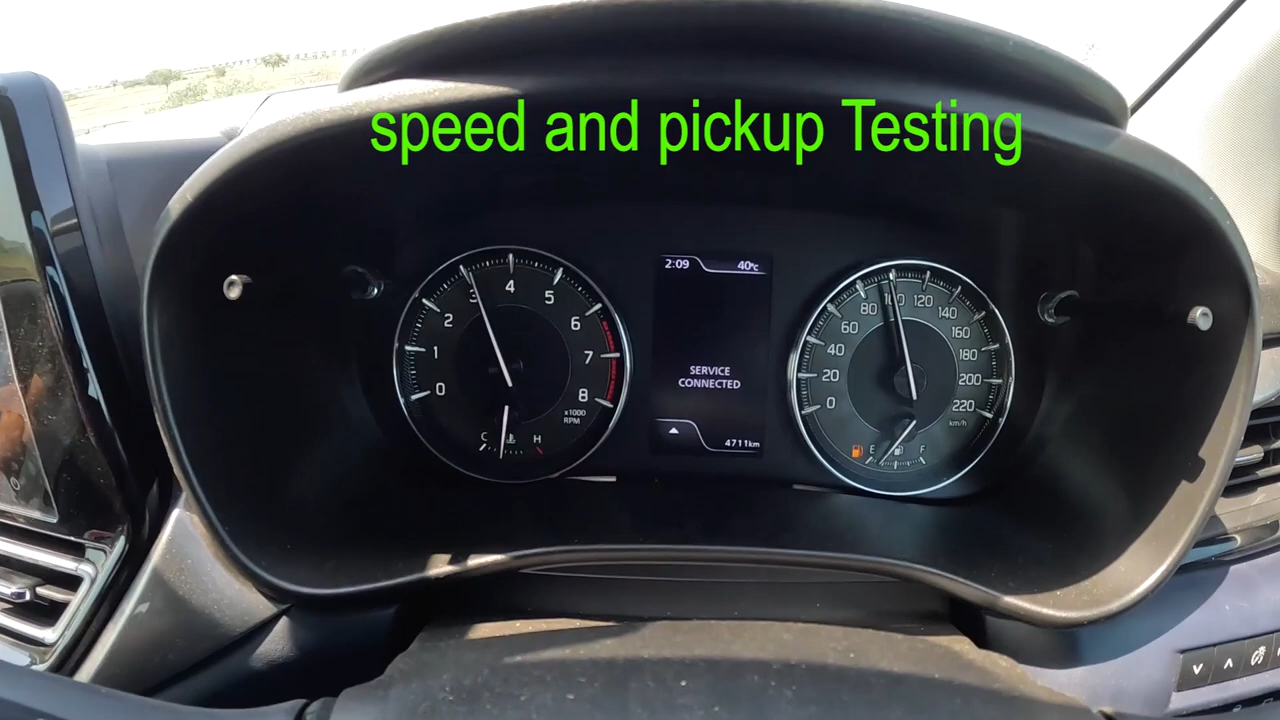 speed and pickup Testing
2:09 40°c
0 1 2 3 4 5 6 7 8
x1000
RPM
C H
SERVICE
CONNECTED
4711km
0 20 40 60 80 100 120 140 160 180 200 220
km/h
E F